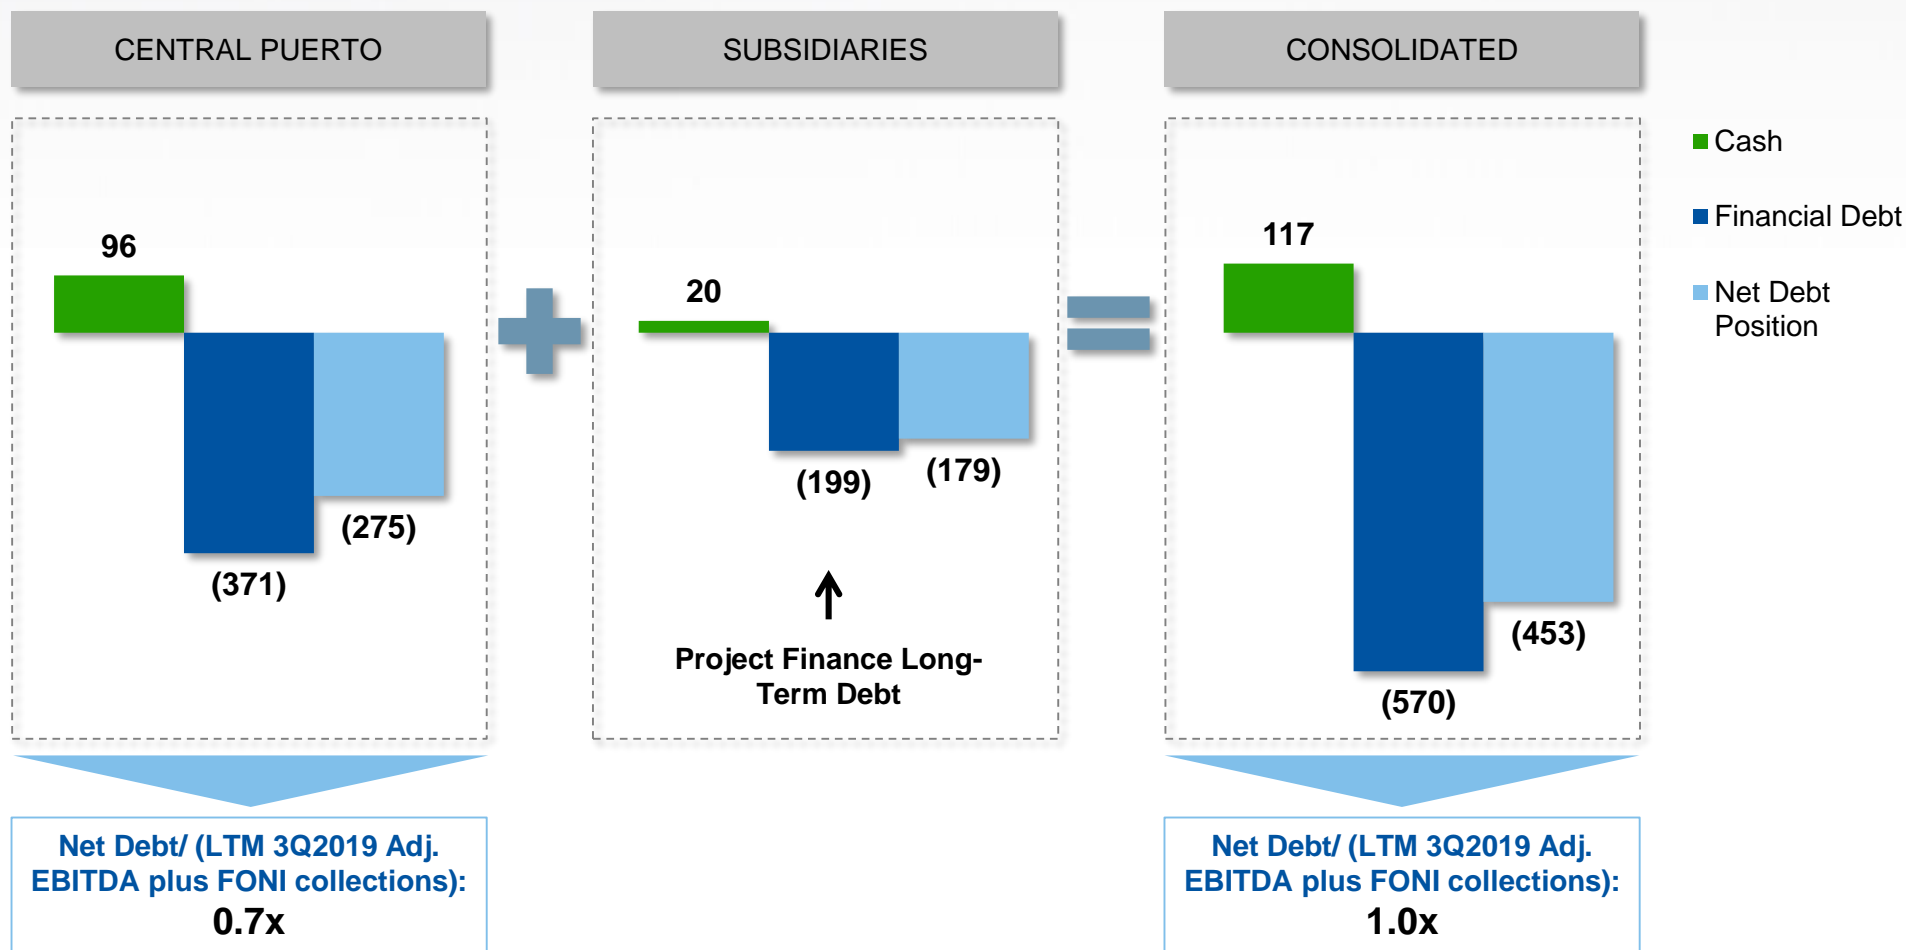 CENTRAL PUERTO
SUBSIDIARIES
CONSOLIDATED
Cash
Financial Debt
Net Debt
Position
96
(371)
(275)
20
(199)
(179)
Project Finance Long-
Term Debt
117
(570)
(453)
Net Debt/ (LTM 3Q2019 Adj.
EBITDA plus FONI collections):
0.7x
Net Debt/ (LTM 3Q2019 Adj.
EBITDA plus FONI collections):
1.0x